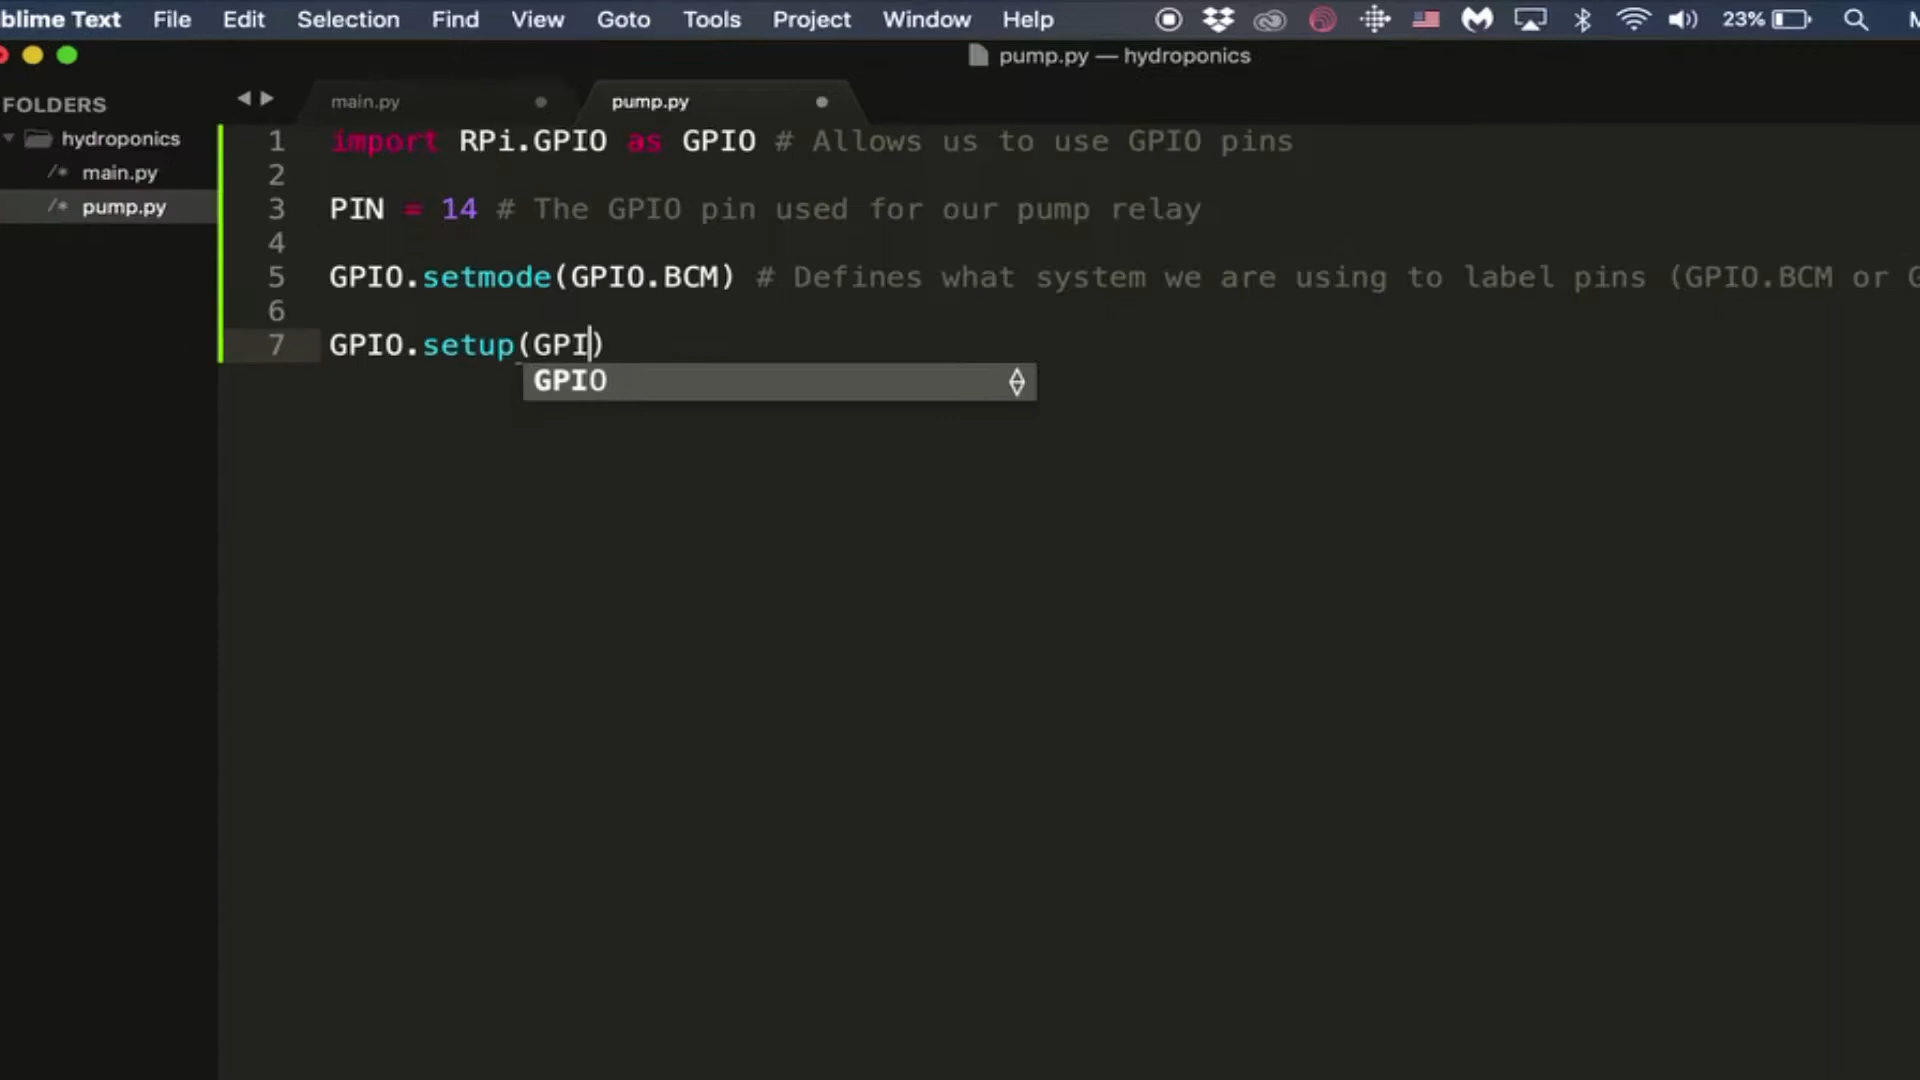 blime Text File Edit Selection Find View Goto Tools Project Window Help 23%
pump.py — hydroponics
FOLDERS
hydroponics
/* main.py
/* pump.py
main.py
pump.py
1 import RPi.GPIO as GPIO # Allows us to use GPIO pins
2
3 PIN = 14 # The GPIO pin used for our pump relay
4
5 GPIO.setmode(GPIO.BCM) # Defines what system we are using to label pins (GPIO.BCM or G
6
7 GPIO.setup(GPI)
GPIO